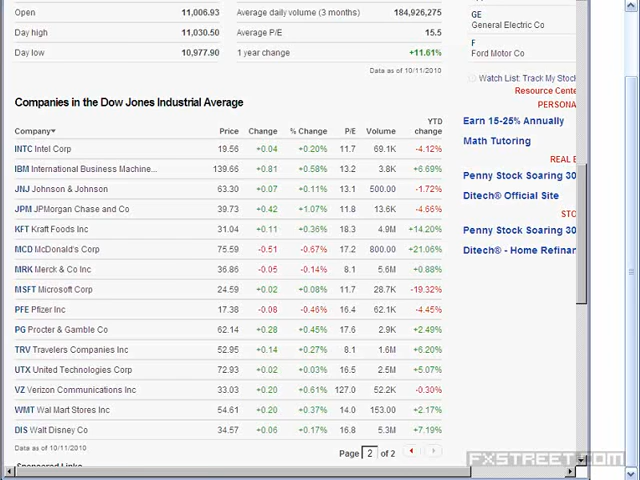 Open 11,006.93 Average daily volume (3 months) 184,926,275
Day high 11,030.50 Average P/E 15.5
Day low 10,977.90 1 year change +11.61%
Data as of 10/11/2010
Companies in the Dow Jones Industrial Average
Company▾ Price Change % Change P/E Volume YTD change
INTC Intel Corp 19.56 +0.04 +0.20% 11.7 69.1K -4.12%
IBM International Business Machine... 139.66 +0.81 +0.58% 13.2 3.8K +6.69%
JNJ Johnson & Johnson 63.30 +0.07 +0.11% 13.1 500.00 -1.72%
JPM JPMorgan Chase and Co 39.73 +0.42 +1.07% 11.8 13.6K -4.66%
KFT Kraft Foods Inc 31.04 +0.11 +0.36% 18.3 4.9M +14.20%
MCD McDonald's Corp 75.59 -0.51 -0.67% 17.2 800.00 +21.06%
MRK Merck & Co Inc 36.86 -0.05 -0.14% 8.1 5.6M +0.88%
MSFT Microsoft Corp 24.59 +0.02 +0.08% 11.7 28.7K -19.32%
PFE Pfizer Inc 17.38 -0.08 -0.46% 16.4 62.1K -4.45%
PG Procter & Gamble Co 62.14 +0.28 +0.45% 17.6 2.9K +2.49%
TRV Travelers Companies Inc 52.95 +0.14 +0.27% 8.1 1.6M +6.20%
UTX United Technologies Corp 72.93 +0.02 +0.03% 16.5 2.5M +5.07%
VZ Verizon Communications Inc 33.03 +0.20 +0.61% 127.0 52.2K -0.30%
WMT Wal Mart Stores Inc 54.61 +0.20 +0.37% 14.0 153.00 +2.17%
DIS Walt Disney Co 34.57 +0.06 +0.17% 16.8 5.3M +7.19%
Data as of 10/11/2010
Page 2 of 2
Sponsored Links
GE
General Electric Co
F
Ford Motor Co
Watch List: Track My Stock
Resource Cente
PERSONA
Earn 15-25% Annually
Math Tutoring
REAL E
Penny Stock Soaring 30
Ditech® Official Site
STO
Penny Stock Soaring 30
Ditech® - Home Refinar
FXSTREET.COM